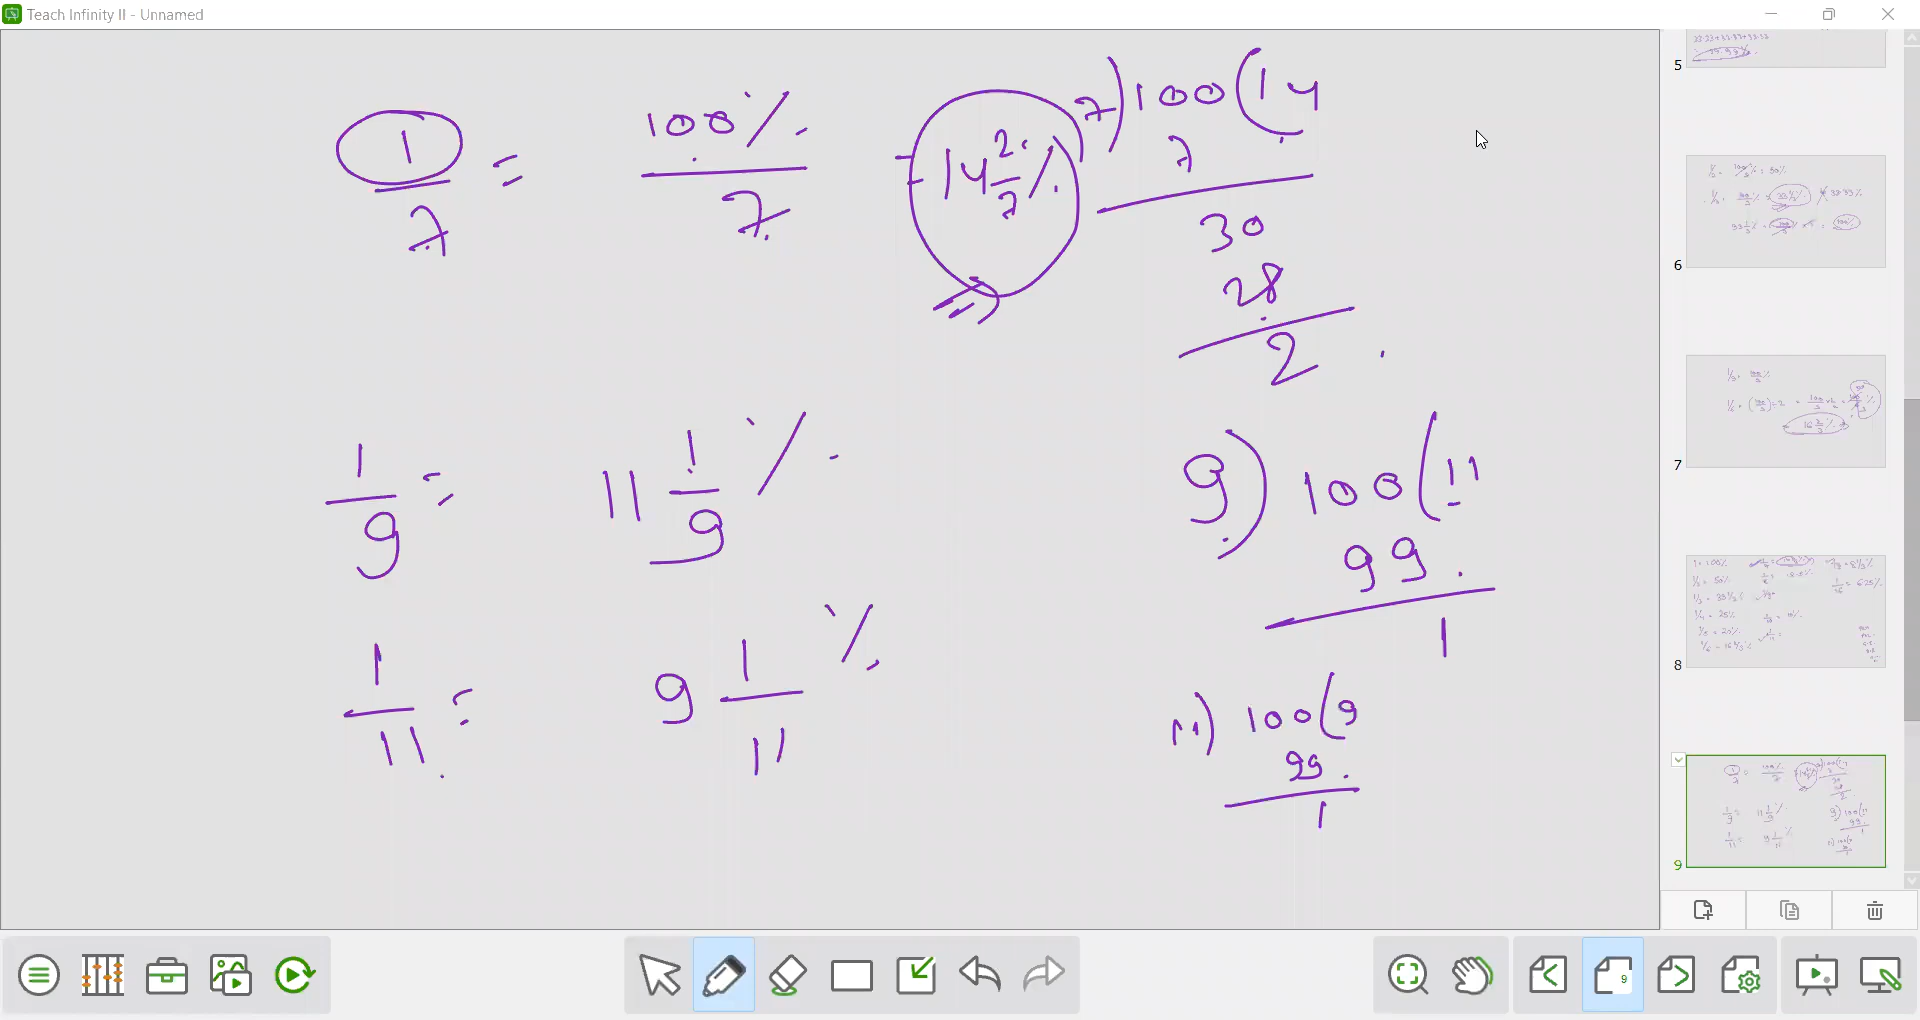 Teach Infinity II - Unnamed
1/7 = 100%/7 = 14 2/7 %
7) 100 (14
7
30
28
2
1/9 = 11 1/9 %
9) 100 (11
99
1
1/11 = 9 1/11 %
11) 100 (9
99
1
5
6
7
8
9
9